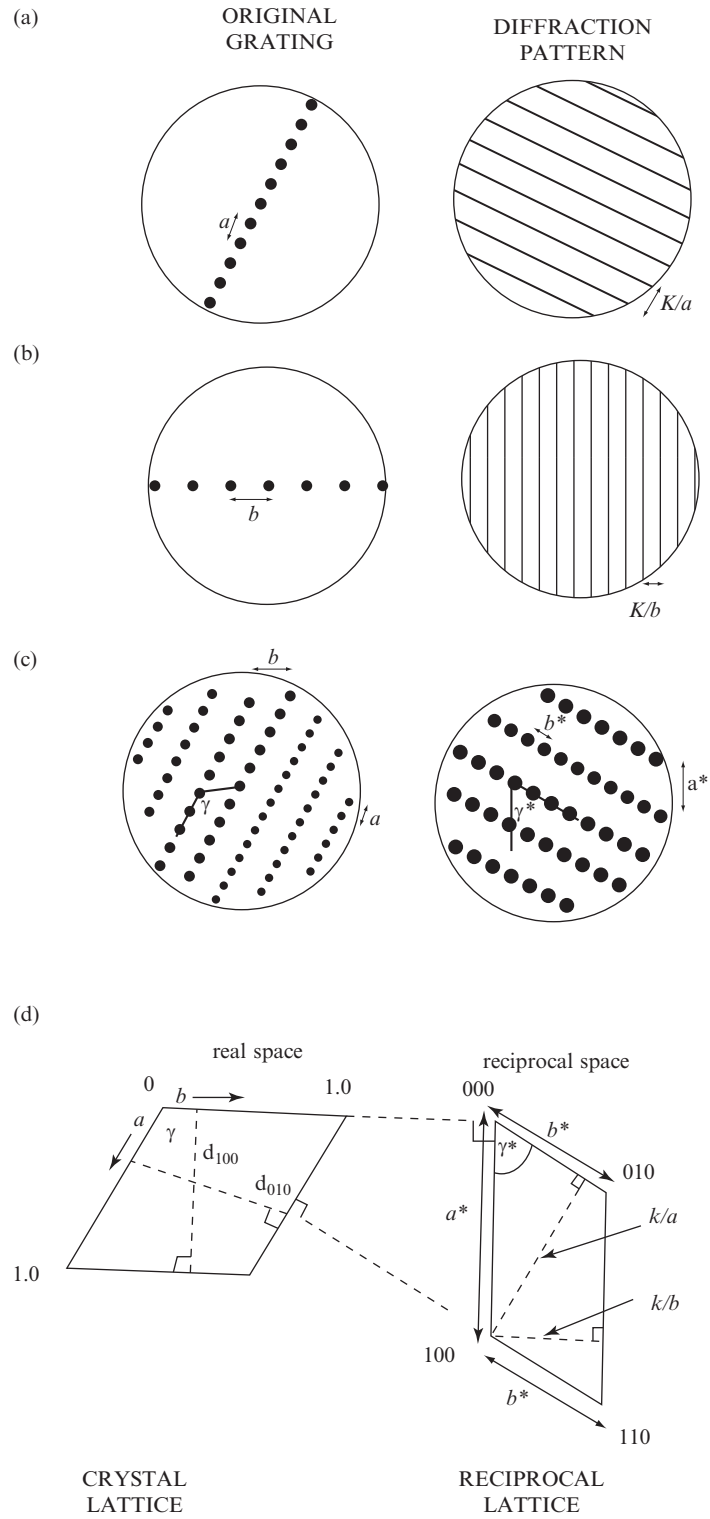 (a)
ORIGINAL
GRATING
DIFFRACTION
PATTERN
a
K/a
(b)
b
K/b
(c)
b
γ
a
b*
γ*
a*
(d)
real space
reciprocal space
0
b
1.0
000
a
γ
d100
d010
1.0
γ*
b*
010
a*
k/a
k/b
100
b*
110
CRYSTAL
LATTICE
RECIPROCAL
LATTICE